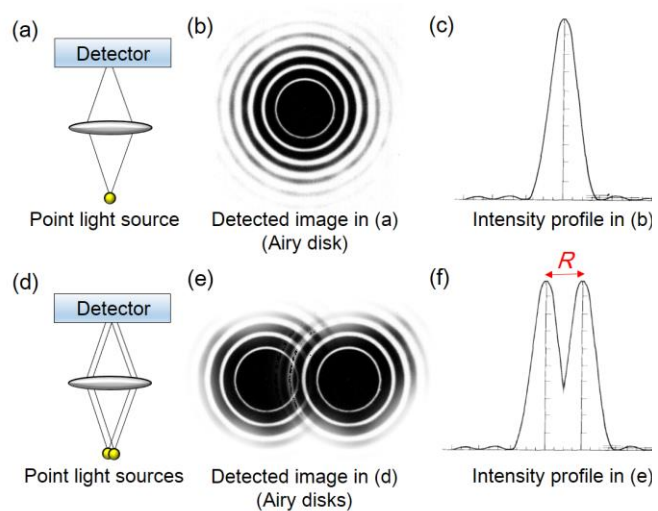 (a)
Detector
Point light source
(b)
Detected image in (a)
(Airy disk)
(c)
Intensity profile in (b)
(d)
Detector
Point light sources
(e)
Detected image in (d)
(Airy disks)
(f)
R
Intensity profile in (e)